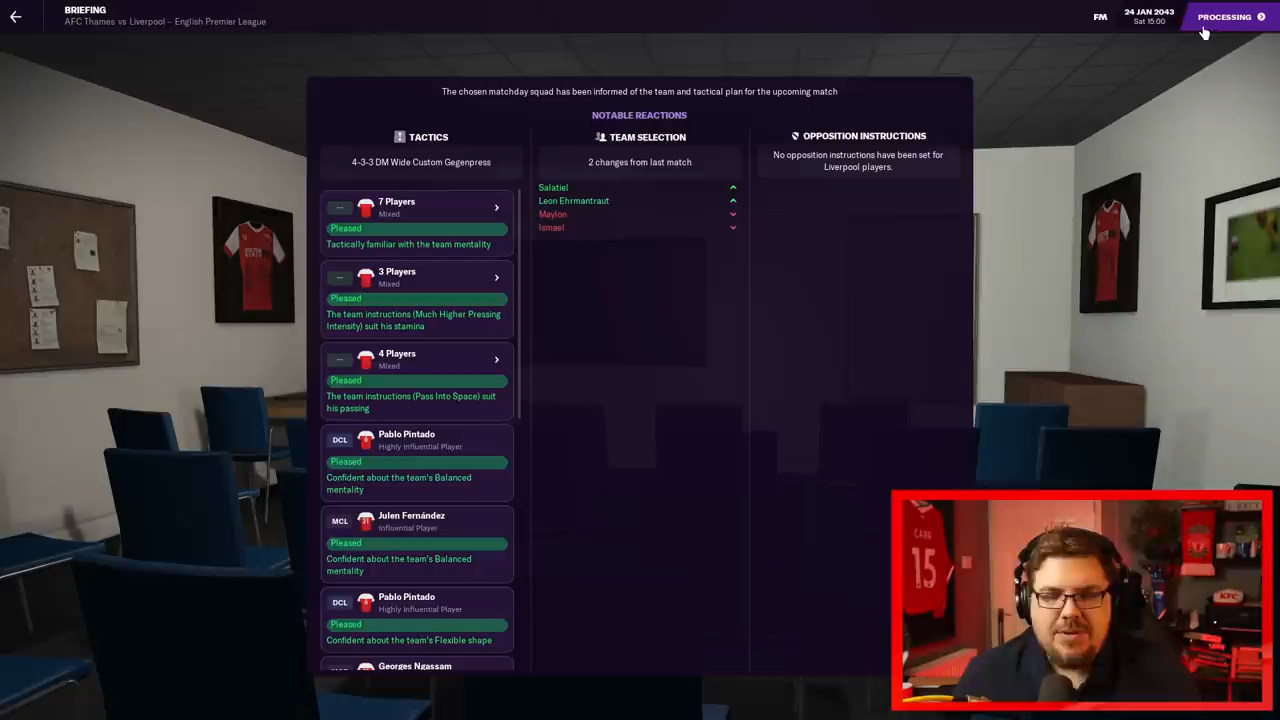 BRIEFING
AFC Thames vs Liverpool - English Premier League
FM
24 JAN 2043
Sat 15:00
PROCESSING
The chosen matchday squad has been informed of the team and tactical plan for the upcoming match
NOTABLE REACTIONS
TACTICS
4-3-3 DM Wide Custom Gegenpress
7 Players
Mixed
Pleased
Tactically familiar with the team mentality
3 Players
Mixed
Pleased
The team instructions (Much Higher Pressing
Intensity) suit his stamina
4 Players
Mixed
Pleased
The team instructions (Pass Into Space) suit
his passing
DCL
Pablo Pintado
Highly Influential Player
Pleased
Confident about the team's Balanced
mentality
MCL
Julen Fernández
Influential Player
Pleased
Confident about the team's Balanced
mentality
DCL
Pablo Pintado
Highly Influential Player
Pleased
Confident about the team's Flexible shape
Georges Ngassam
TEAM SELECTION
2 changes from last match
Salatiel
Leon Ehrmantraut
Maylon
Ismael
OPPOSITION INSTRUCTIONS
No opposition instructions have been set for
Liverpool players.
CARR
15
KFC